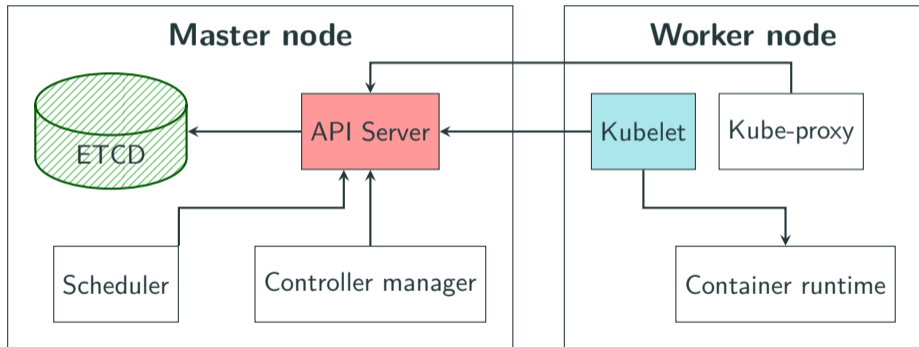 Master node
Worker node
ETCD
API Server
Kubelet
Kube-proxy
Scheduler
Controller manager
Container runtime